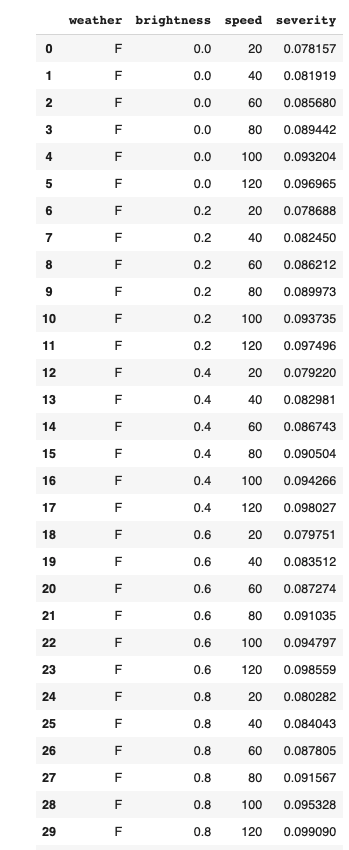 weather brightness speed severity
0 F 0.0 20 0.078157
1 F 0.0 40 0.081919
2 F 0.0 60 0.085680
3 F 0.0 80 0.089442
4 F 0.0 100 0.093204
5 F 0.0 120 0.096965
6 F 0.2 20 0.078688
7 F 0.2 40 0.082450
8 F 0.2 60 0.086212
9 F 0.2 80 0.089973
10 F 0.2 100 0.093735
11 F 0.2 120 0.097496
12 F 0.4 20 0.079220
13 F 0.4 40 0.082981
14 F 0.4 60 0.086743
15 F 0.4 80 0.090504
16 F 0.4 100 0.094266
17 F 0.4 120 0.098027
18 F 0.6 20 0.079751
19 F 0.6 40 0.083512
20 F 0.6 60 0.087274
21 F 0.6 80 0.091035
22 F 0.6 100 0.094797
23 F 0.6 120 0.098559
24 F 0.8 20 0.080282
25 F 0.8 40 0.084043
26 F 0.8 60 0.087805
27 F 0.8 80 0.091567
28 F 0.8 100 0.095328
29 F 0.8 120 0.099090